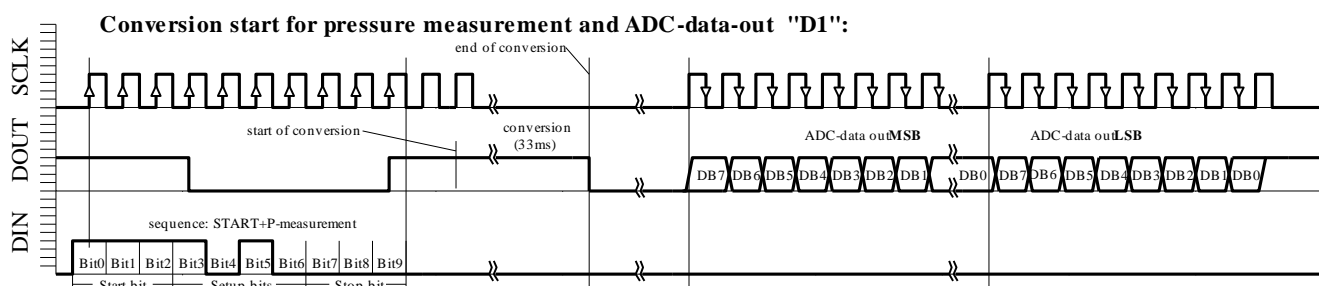 Conversion start for pressure measurement and ADC-data-out "D1":
end of conversion
SCLK
start of conversion
conversion
(33ms)
ADC-data outMSB
ADC-data outLSB
DOUT
DB7 DB6 DB5 DB4 DB3 DB2 DB1 DB0 DB7 DB6 DB5 DB4 DB3 DB2 DB1 DB0
DIN
sequence: START+P-measurement
Bit0 Bit1 Bit2 Bit3 Bit4 Bit5 Bit6 Bit7 Bit8 Bit9
Start-bit Setup-bits Stop-bit